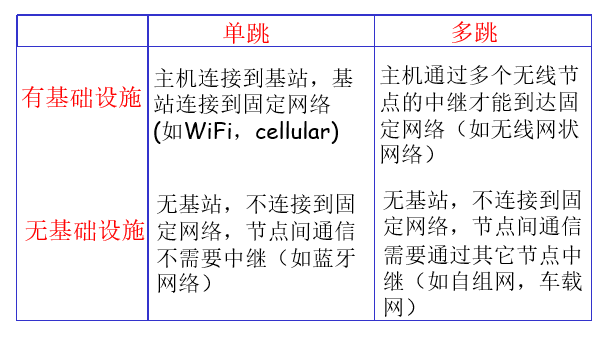 单跳
多跳
有基础设施
主机连接到基站，基
站连接到固定网络
(如WiFi，cellular)
主机通过多个无线节
点的中继才能到达固
定网络（如无线网状
网络）
无基础设施
无基站，不连接到固
定网络，节点间通信
不需要中继（如蓝牙
网络）
无基站，不连接到固
定网络，节点间通信
需要通过其它节点中
继（如自组网，车载
网）